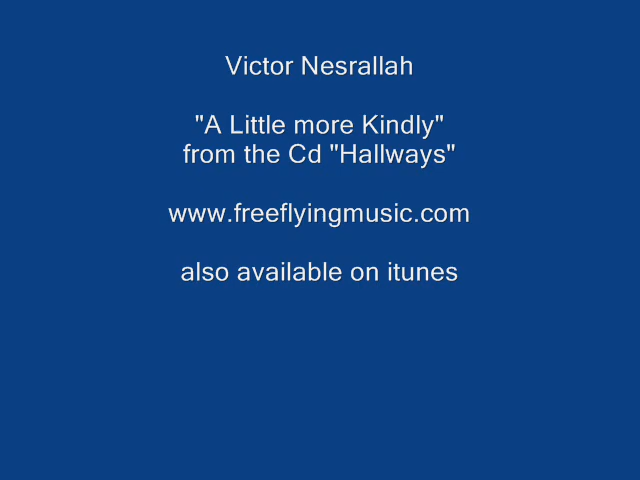 Victor Nesrallah
"A Little more Kindly"
from the Cd "Hallways"
www.freeflyingmusic.com
also available on itunes